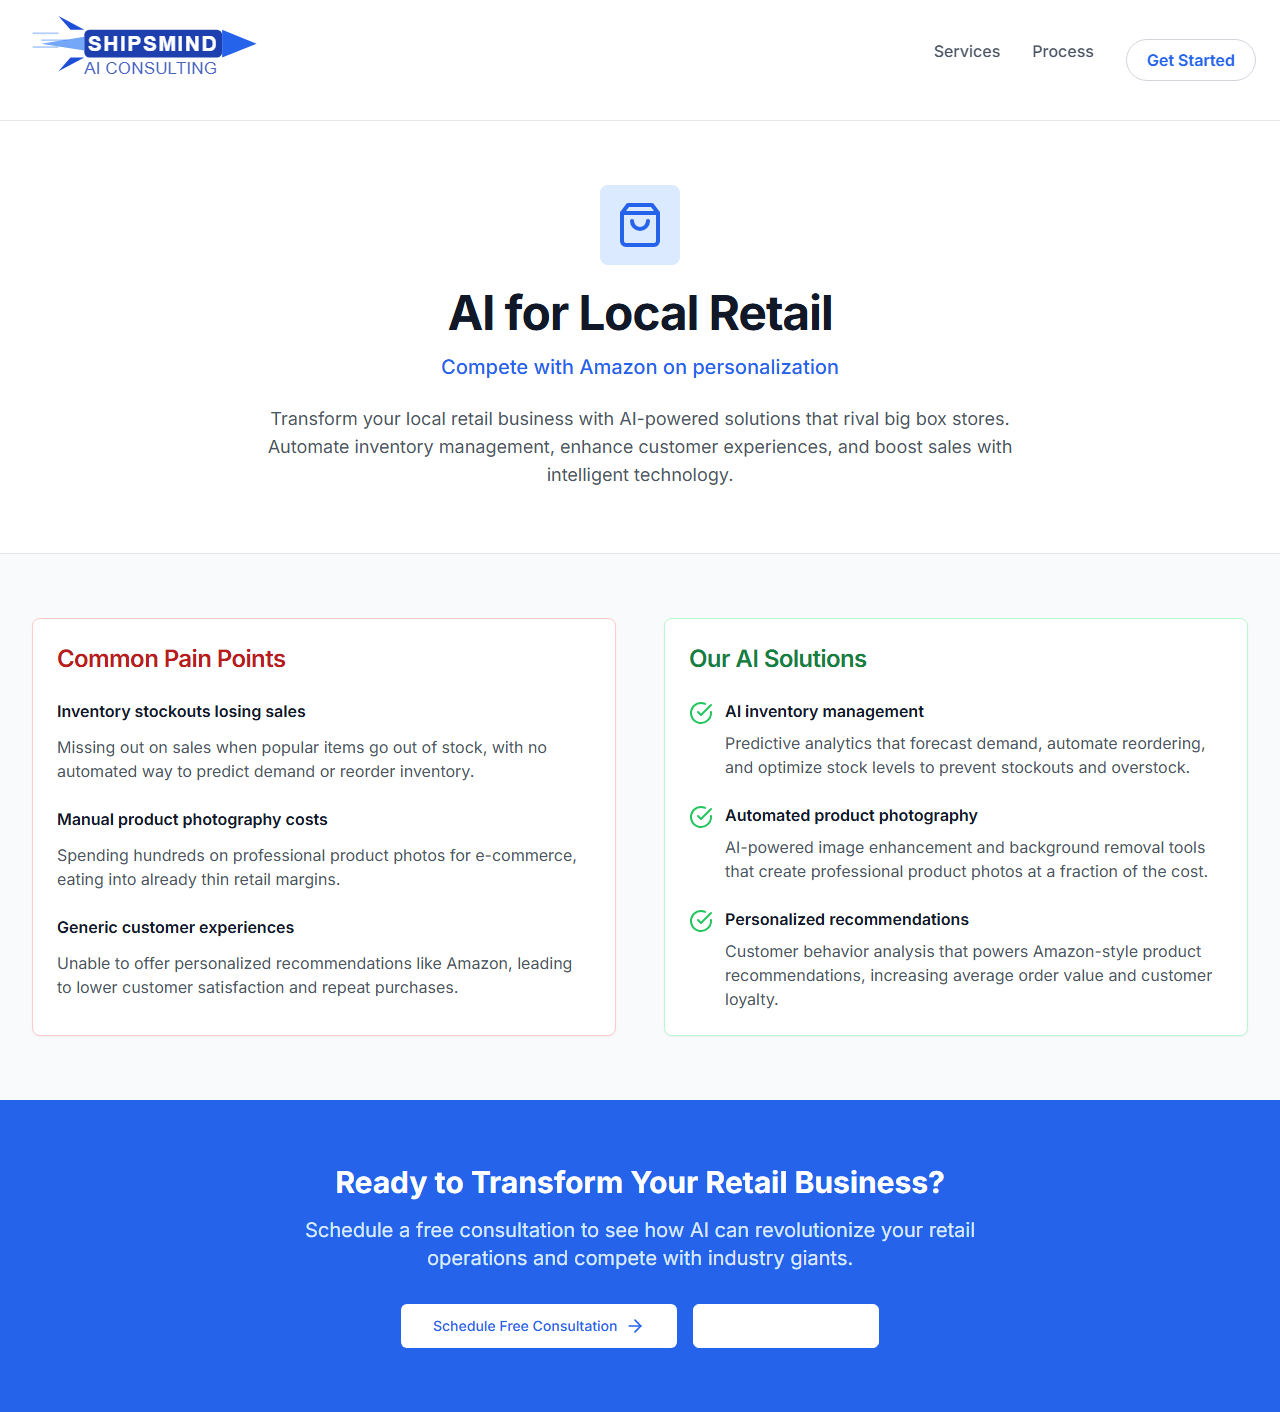 SHIPSMIND
AI CONSULTING
Services
Process
Get Started
AI for Local Retail
Compete with Amazon on personalization
Transform your local retail business with AI-powered solutions that rival big box stores.
Automate inventory management, enhance customer experiences, and boost sales with
intelligent technology.
Common Pain Points
Inventory stockouts losing sales
Missing out on sales when popular items go out of stock, with no
automated way to predict demand or reorder inventory.
Manual product photography costs
Spending hundreds on professional product photos for e-commerce,
eating into already thin retail margins.
Generic customer experiences
Unable to offer personalized recommendations like Amazon, leading
to lower customer satisfaction and repeat purchases.
Our AI Solutions
AI inventory management
Predictive analytics that forecast demand, automate reordering,
and optimize stock levels to prevent stockouts and overstock.
Automated product photography
AI-powered image enhancement and background removal tools
that create professional product photos at a fraction of the cost.
Personalized recommendations
Customer behavior analysis that powers Amazon-style product
recommendations, increasing average order value and customer
loyalty.
Ready to Transform Your Retail Business?
Schedule a free consultation to see how AI can revolutionize your retail
operations and compete with industry giants.
Schedule Free Consultation